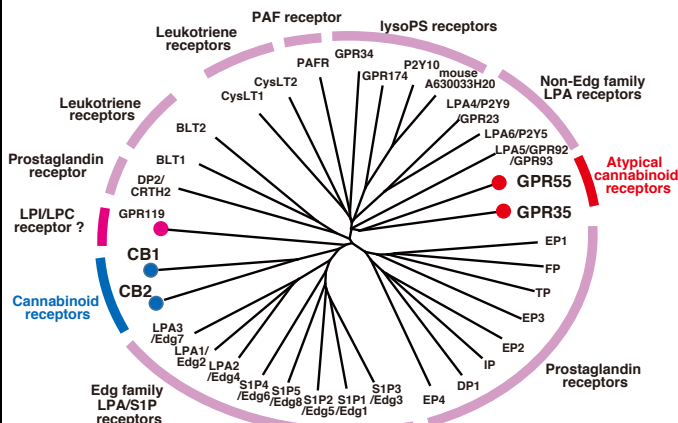 PAF receptor
lysoPS receptors
Leukotriene
receptors
GPR34
PAFR
GPR174
P2Y10
mouse
A630033H20
Non-Edg family
LPA receptors
CysLT2
CysLT1
LPA4/P2Y9
/GPR23
Leukotriene
receptors
BLT2
LPA6/P2Y5
LPA5/GPR92
/GPR93
Prostaglandin
receptor
BLT1
Atypical
cannabinoid
receptors
DP2/
CRTH2
GPR55
LPI/LPC
receptor ?
GPR119
GPR35
CB1
EP1
FP
CB2
TP
Cannabinoid
receptors
EP3
LPA3
/Edg7
LPA1/
Edg2
EP2
LPA2
/Edg4
IP
Prostaglandin
receptors
S1P4
/Edg6
S1P5
/Edg8
S1P2
/Edg5
S1P1
/Edg1
S1P3
/Edg3
DP1
EP4
Edg family
LPA/S1P
receptors